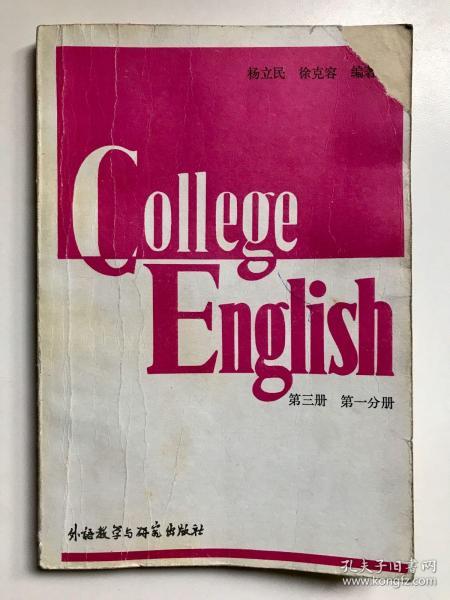 杨立民 徐克容 编著
College
English
第三册 第一分册
外语教学与研究出版社
孔夫子旧书网
www.kongfz.com